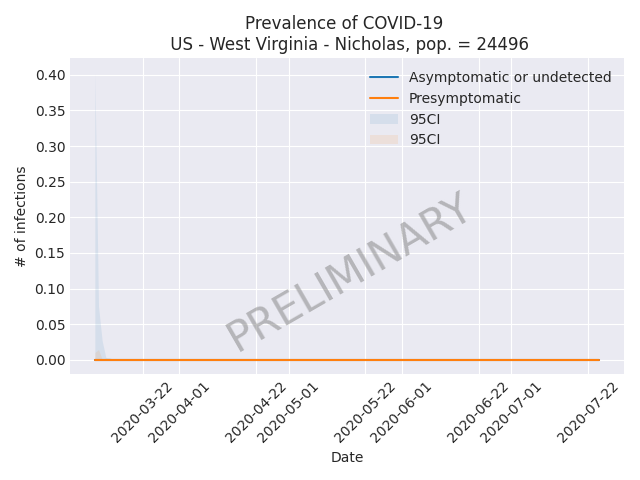 Prevalence of COVID-19
US - West Virginia - Nicholas, pop. = 24496
Asymptomatic or undetected
Presymptomatic
95CI
95CI
# of infections
0.40
0.35
0.30
0.25
0.20
0.15
0.10
0.05
0.00
PRELIMINARY
2020-03-22
2020-04-01
2020-04-22
2020-05-01
2020-05-22
2020-06-01
2020-06-22
2020-07-01
2020-07-22
Date